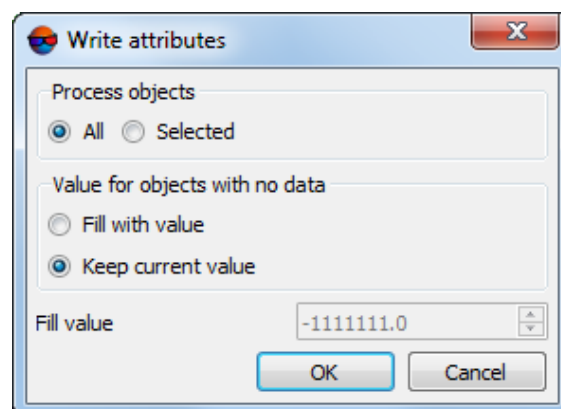 Write attributes
Process objects
All Selected
Value for objects with no data
Fill with value
Keep current value
Fill value -1111111.0
OK Cancel